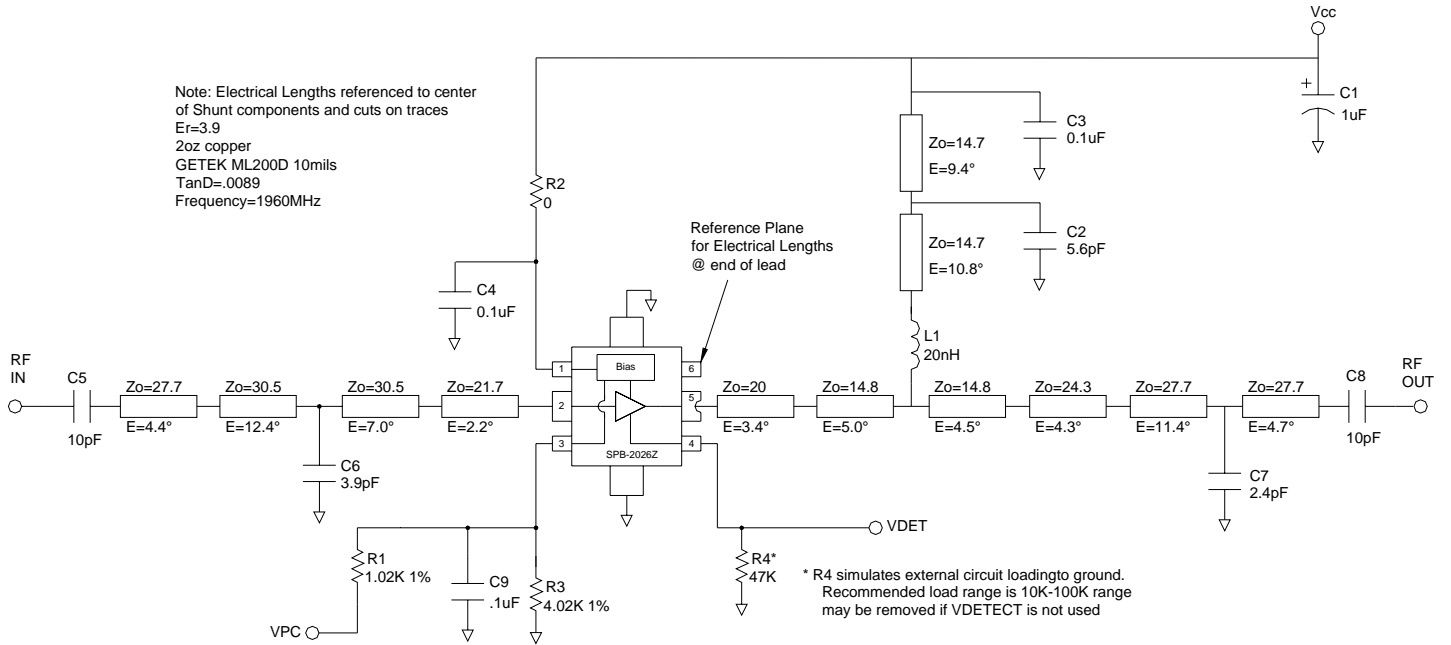 Vcc
Note: Electrical Lengths referenced to center
of Shunt components and cuts on traces
Er=3.9
2oz copper
GETEK ML200D 10mils
TanD=.0089
Frequency=1960MHz
+
C1
1uF
C3
0.1uF
Zo=14.7
E=9.4°
R2
0
Reference Plane
for Electrical Lengths
@ end of lead
C2
5.6pF
Zo=14.7
E=10.8°
C4
0.1uF
L1
20nH
RF
IN
C5
10pF
Zo=27.7
E=4.4°
Zo=30.5
E=12.4°
Zo=30.5
E=7.0°
Zo=21.7
E=2.2°
1
Bias
6
2
5
3
4
SPB-2026Z
Zo=20
E=3.4°
Zo=14.8
E=5.0°
Zo=14.8
E=4.5°
Zo=24.3
E=4.3°
Zo=27.7
E=11.4°
Zo=27.7
E=4.7°
C8
10pF
RF
OUT
C6
3.9pF
C7
2.4pF
VDET
R1
1.02K 1%
C9
.1uF
R3
4.02K 1%
R4*
47K
* R4 simulates external circuit loadingto ground.
Recommended load range is 10K-100K range
may be removed if VDETECT is not used
VPC